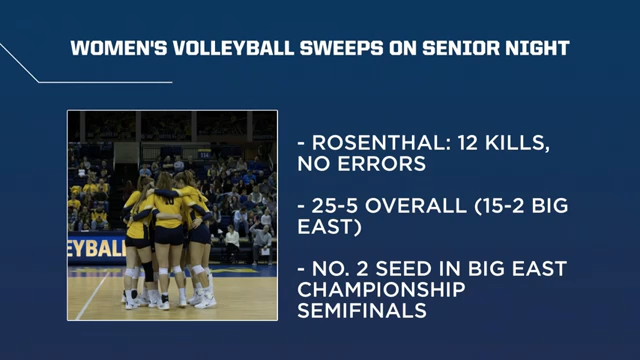 WOMEN'S VOLLEYBALL SWEEPS ON SENIOR NIGHT
- ROSENTHAL: 12 KILLS,
NO ERRORS
- 25-5 OVERALL (15-2 BIG
EAST)
- NO. 2 SEED IN BIG EAST
CHAMPIONSHIP
SEMIFINALS
EYBALL